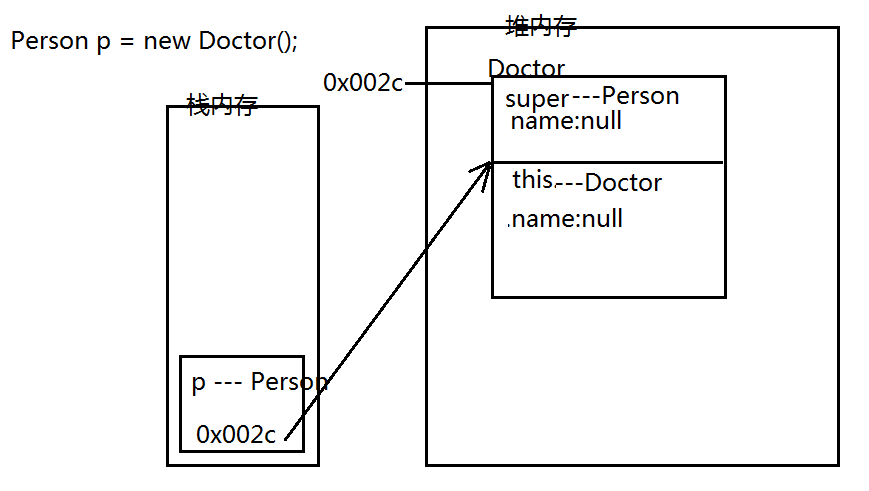 Person p = new Doctor();
堆内存
Doctor
0x002c
super---Person
.name:null
栈内存
this.---Doctor
.name:null
p --- Person
0x002c